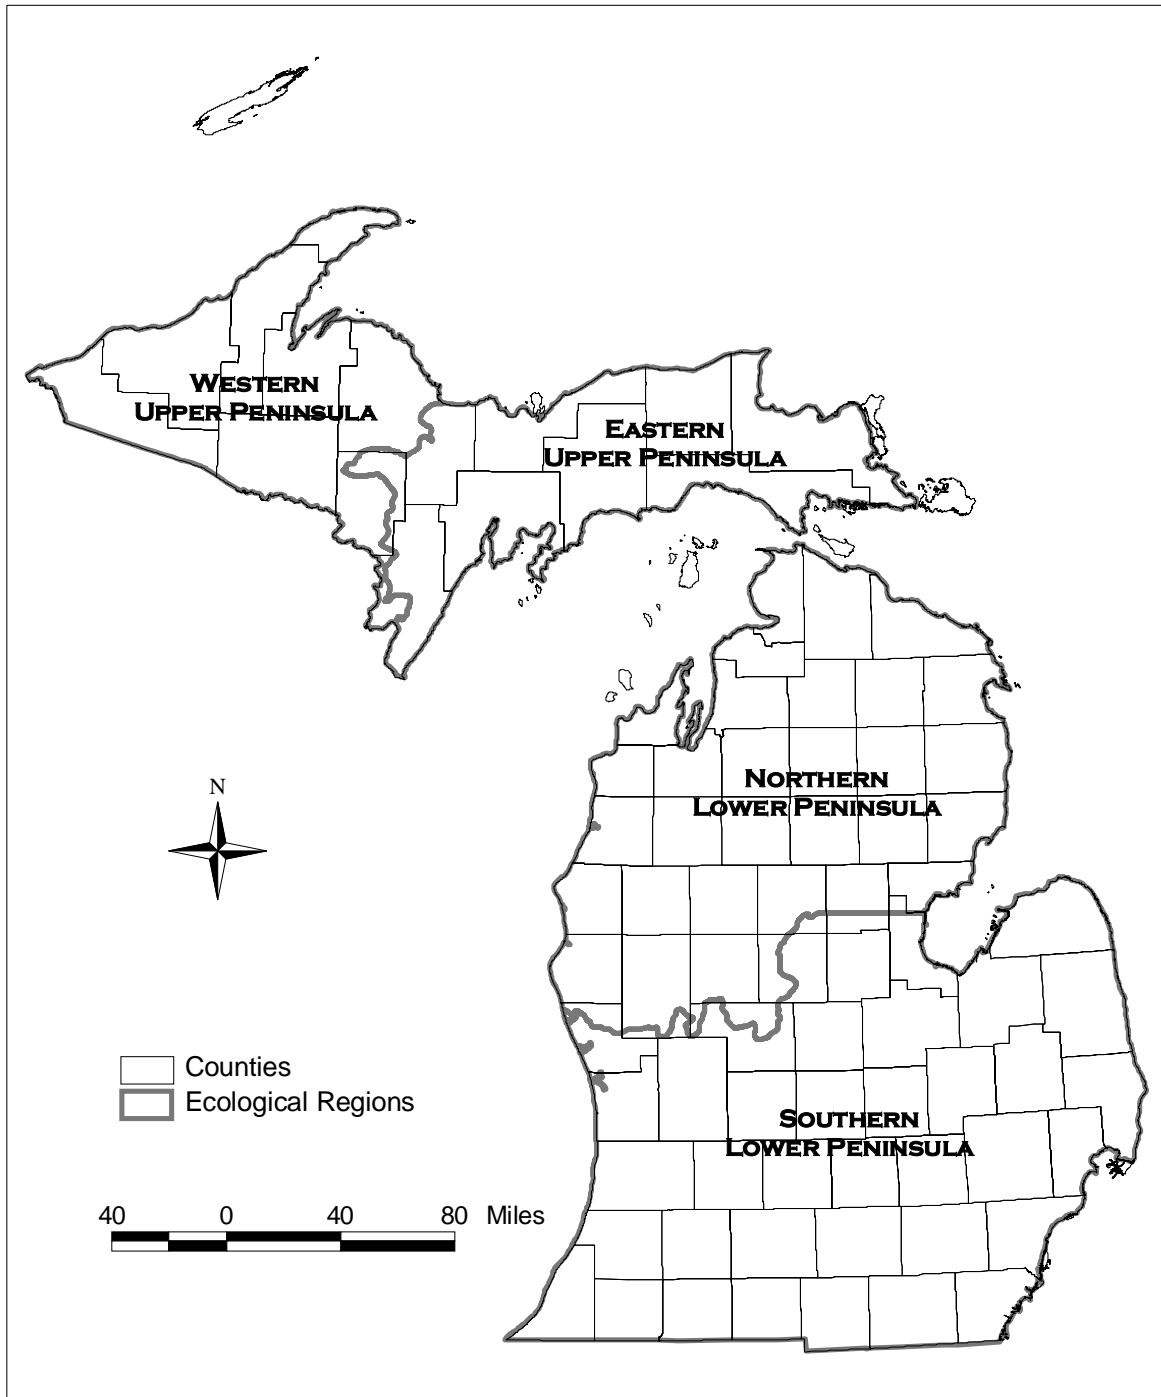 WESTERN
UPPER PENINSULA
EASTERN
UPPER PENINSULA
N
NORTHERN
LOWER PENINSULA
Counties
Ecological Regions
SOUTHERN
LOWER PENINSULA
40 0 40 80 Miles